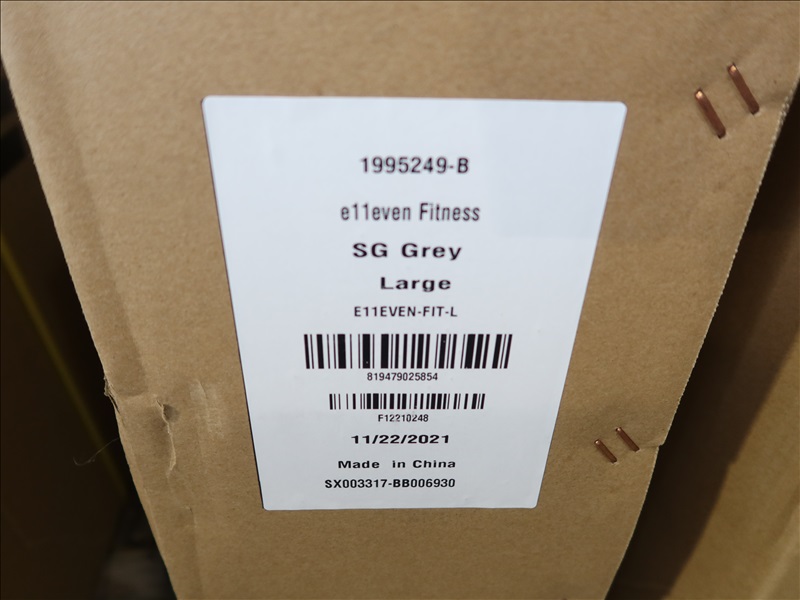 1995249-B
e11even Fitness
SG Grey
Large
E11EVEN-FIT-L
819479025854
F12210248
11/22/2021
Made in China
SX003317-BB006930